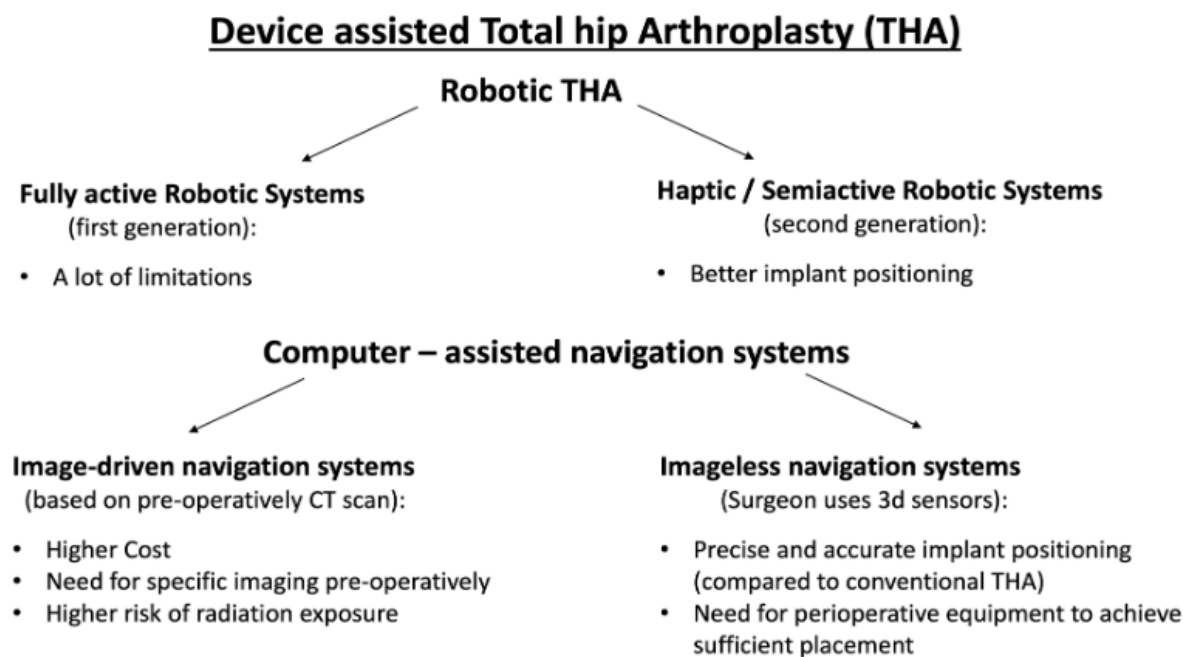 Device assisted Total hip Arthroplasty (THA)
Robotic THA
Fully active Robotic Systems
(first generation):
• A lot of limitations
Haptic / Semiactive Robotic Systems
(second generation):
• Better implant positioning
Computer – assisted navigation systems
Image-driven navigation systems
(based on pre-operatively CT scan):
• Higher Cost
• Need for specific imaging pre-operatively
• Higher risk of radiation exposure
Imageless navigation systems
(Surgeon uses 3d sensors):
• Precise and accurate implant positioning
(compared to conventional THA)
• Need for perioperative equipment to achieve
sufficient placement